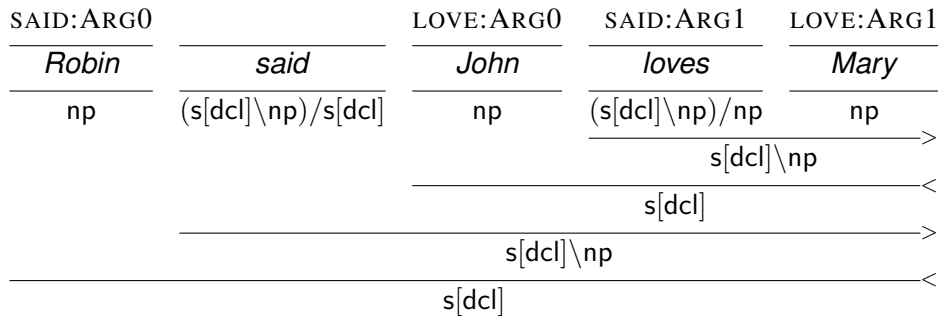 SAID:ARG0 LOVE:ARG0 SAID:ARG1 LOVE:ARG1
Robin said John loves Mary
np (s[dcl]\np)/s[dcl] np (s[dcl]\np)/np np
>
s[dcl]\np
<
s[dcl]
>
s[dcl]\np
<
s[dcl]